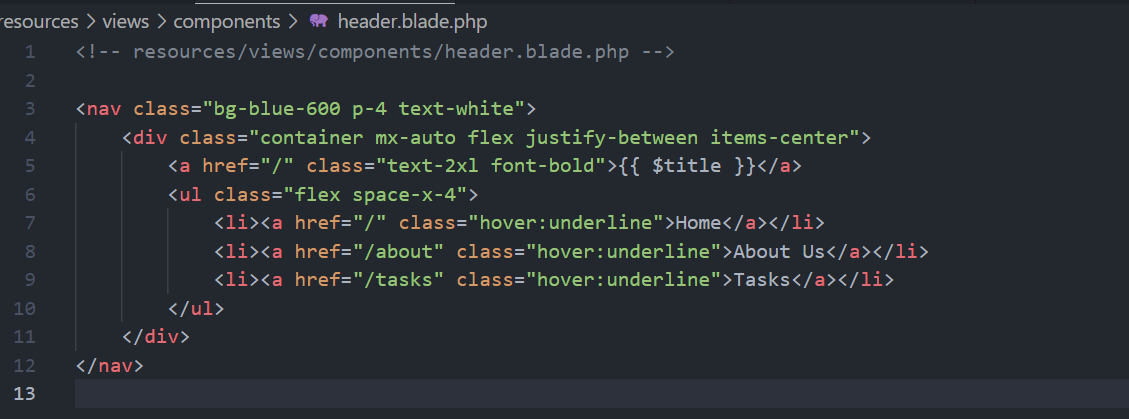 resources > views > components > header.blade.php
1 <!-- resources/views/components/header.blade.php -->
2
3 <nav class="bg-blue-600 p-4 text-white">
4     <div class="container mx-auto flex justify-between items-center">
5         <a href="/" class="text-2xl font-bold">{{ $title }}</a>
6         <ul class="flex space-x-4">
7             <li><a href="/" class="hover:underline">Home</a></li>
8             <li><a href="/about" class="hover:underline">About Us</a></li>
9             <li><a href="/tasks" class="hover:underline">Tasks</a></li>
10         </ul>
11     </div>
12 </nav>
13